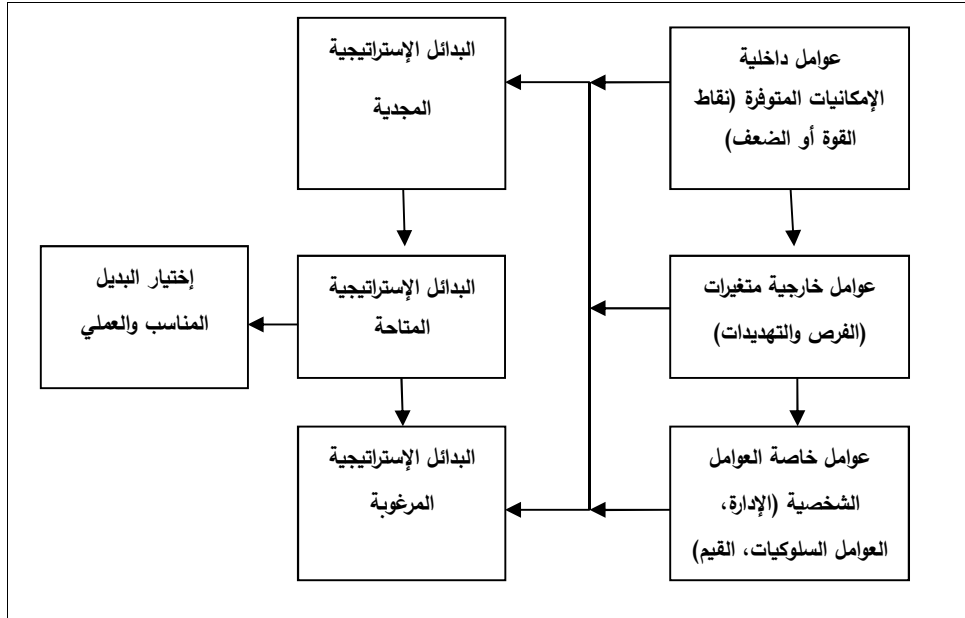 عوامل داخلية
الإمكانيات المتوفرة (نقاط
القوة أو الضعف)
البدائل الإستراتيجية
المجدية
عوامل خارجية متغيرات
(الفرص والتهديدات)
البدائل الإستراتيجية
المتاحة
إختيار البديل
المناسب والعملي
عوامل خاصة العوامل
الشخصية (الإدارة،
العوامل السلوكيات، القيم)
البدائل الإستراتيجية
المرغوبة